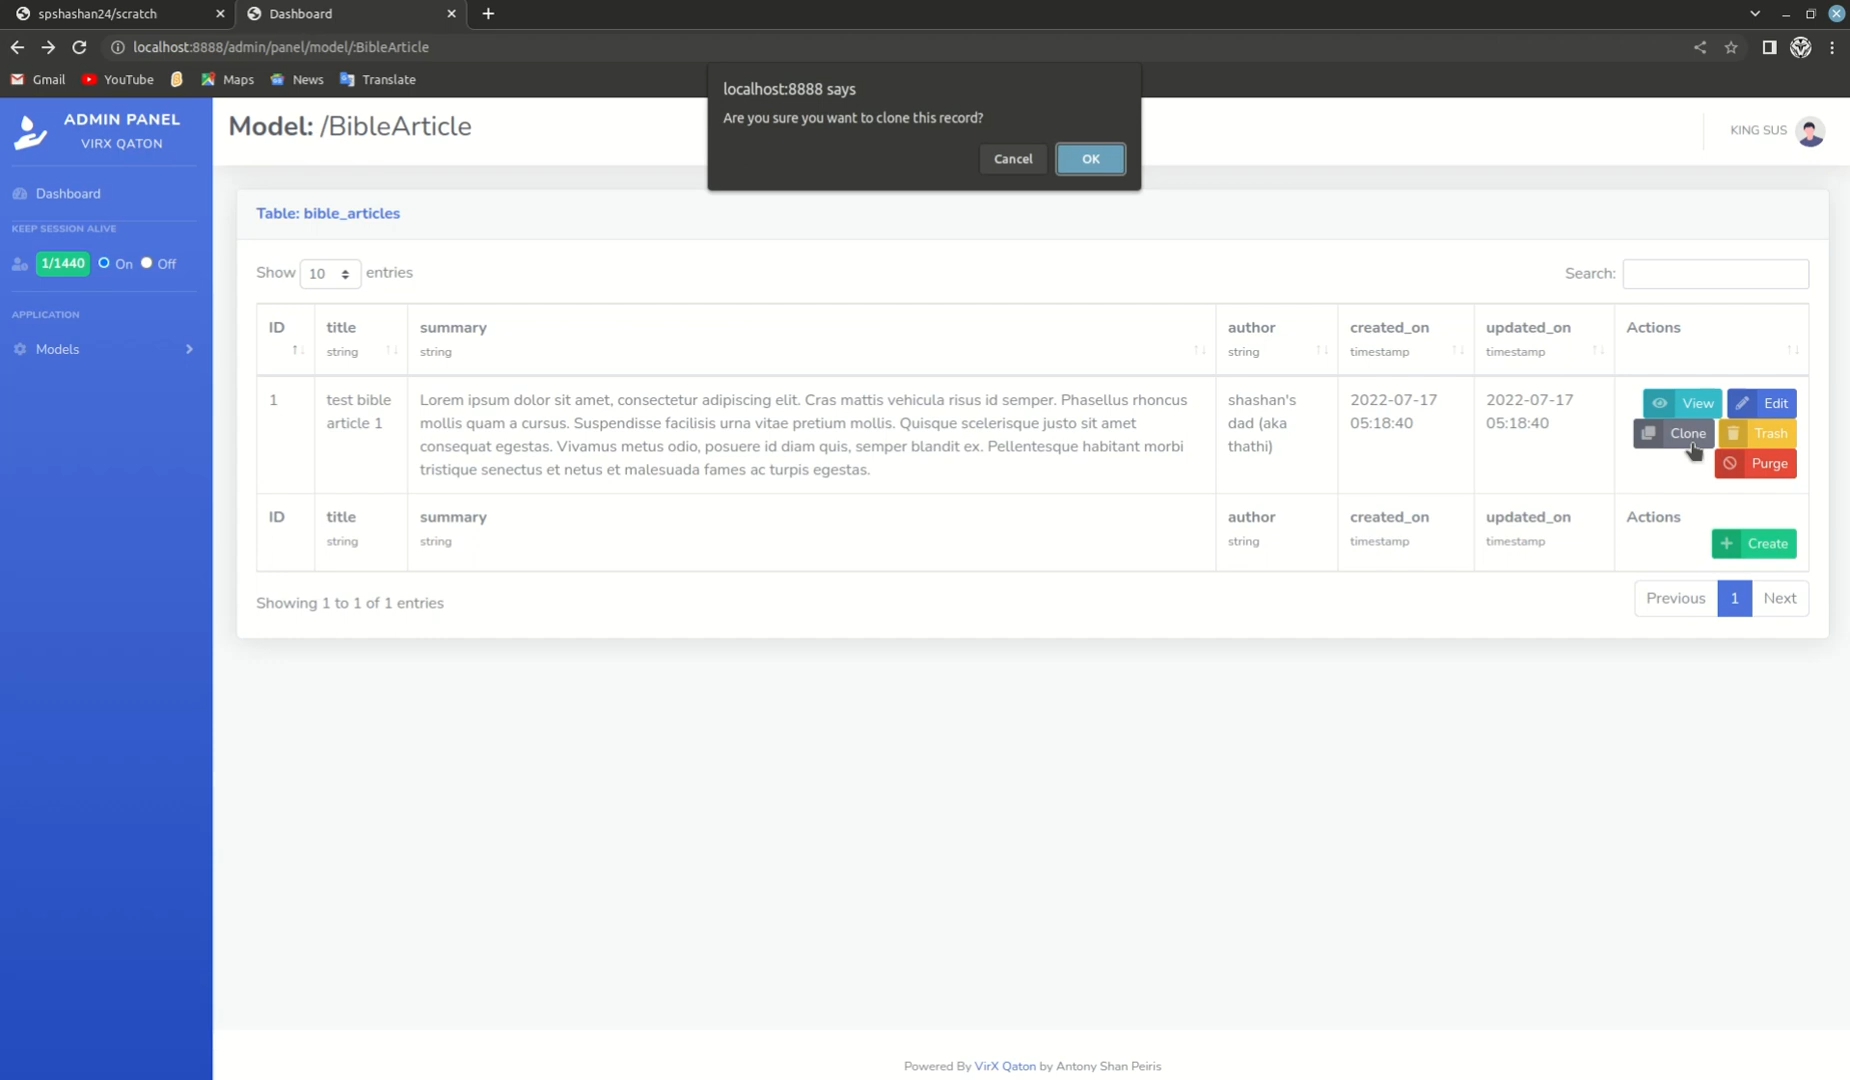 spshashan24/scratch
Dashboard
localhost:8888/admin/panel/model/:BibleArticle
Gmail
YouTube
Maps
News
Translate
localhost:8888 says
Are you sure you want to clone this record?
Cancel
OK
ADMIN PANEL
VIRX QATON
Model: /BibleArticle
KING SUS
Dashboard
KEEP SESSION ALIVE
1/1440 On Off
APPLICATION
Models
Table: bible_articles
Show 10 entries
Search:
ID
title
string
summary
string
author
string
created_on
timestamp
updated_on
timestamp
Actions
1
test bible
article 1
Lorem ipsum dolor sit amet, consectetur adipiscing elit. Cras mattis vehicula risus id semper. Phasellus rhoncus
mollis quam a cursus. Suspendisse facilisis urna vitae pretium mollis. Quisque scelerisque justo sit amet
consequat egestas. Vivamus metus odio, posuere id diam quis, semper blandit ex. Pellentesque habitant morbi
tristique senectus et netus et malesuada fames ac turpis egestas.
shashan's
dad (aka
thathi)
2022-07-17
05:18:40
2022-07-17
05:18:40
View
Edit
Clone
Trash
Purge
ID
title
string
summary
string
author
string
created_on
timestamp
updated_on
timestamp
Actions
Create
Showing 1 to 1 of 1 entries
Previous 1 Next
Powered By VirX Qaton by Antony Shan Peiris